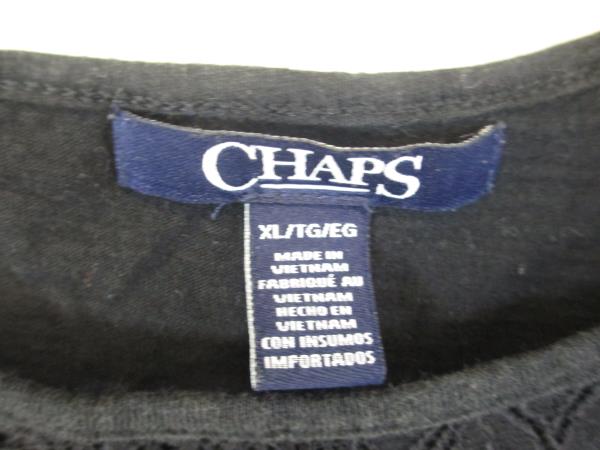 CHAPS
XL/TG/EG
MADE IN
VIETNAM
FABRIQUÉ AU
VIETNAM
HECHO EN
VIETNAM
CON INSUMOS
IMPORTADOS